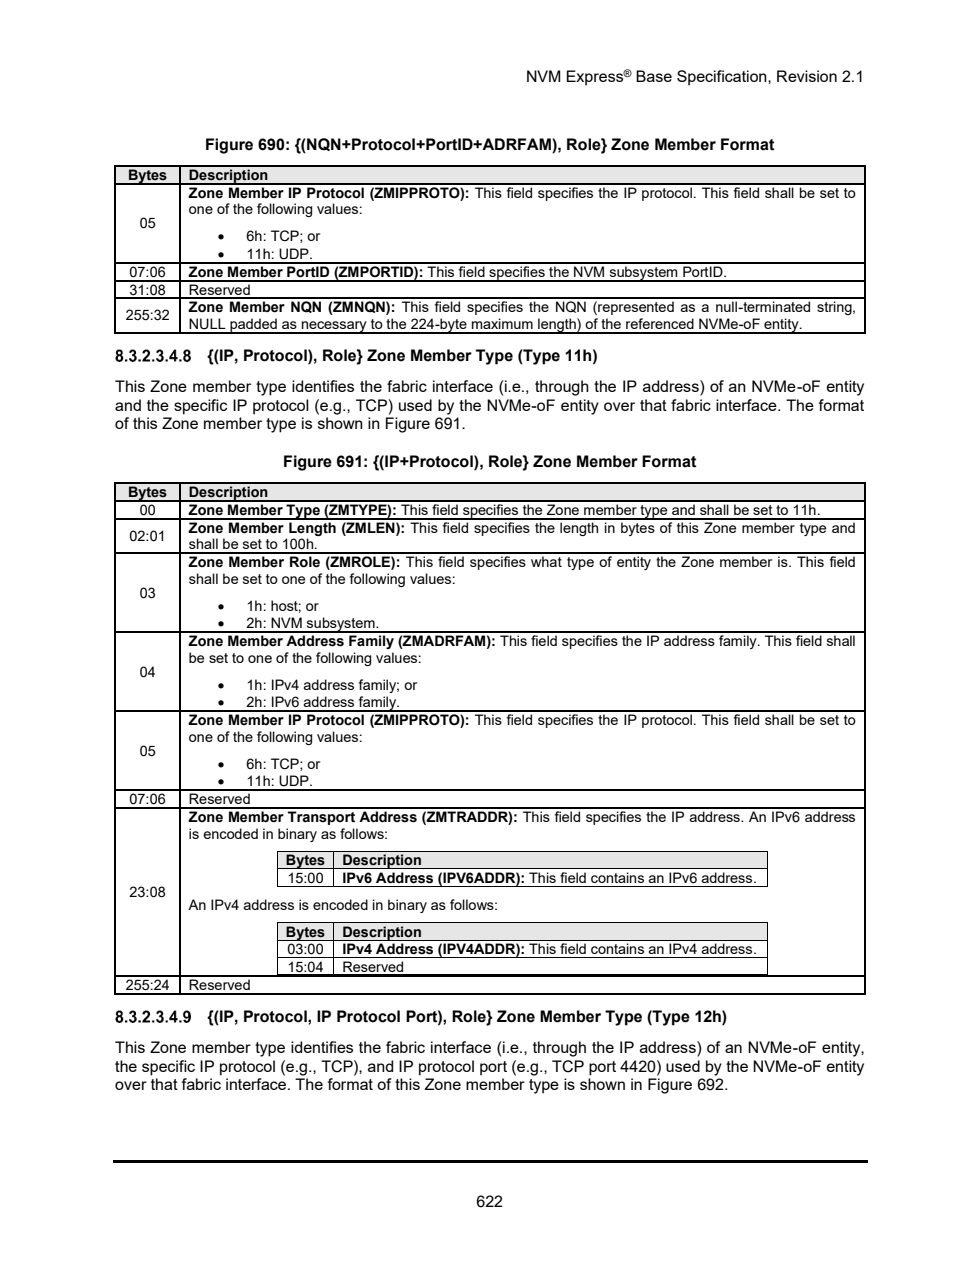 NVM Express® Base Specification, Revision 2.1
Figure 690: {(NQN+Protocol+PortID+ADRFAM), Role} Zone Member Format
Bytes Description
Zone Member IP Protocol (ZMIPPROTO): This field specifies the IP protocol. This field shall be set to
one of the following values:
05
• 6h: TCP; or
• 11h: UDP.
07:06 Zone Member PortID (ZMPORTID): This field specifies the NVM subsystem PortID.
31:08 Reserved
255:32 Zone Member NQN (ZMNQN): This field specifies the NQN (represented as a null-terminated string,
NULL padded as necessary to the 224-byte maximum length) of the referenced NVMe-oF entity.
8.3.2.3.4.8 {(IP, Protocol), Role} Zone Member Type (Type 11h)
This Zone member type identifies the fabric interface (i.e., through the IP address) of an NVMe-oF entity
and the specific IP protocol (e.g., TCP) used by the NVMe-oF entity over that fabric interface. The format
of this Zone member type is shown in Figure 691.
Figure 691: {(IP+Protocol), Role} Zone Member Format
Bytes Description
00 Zone Member Type (ZMTYPE): This field specifies the Zone member type and shall be set to 11h.
02:01 Zone Member Length (ZMLEN): This field specifies the length in bytes of this Zone member type and
shall be set to 100h.
Zone Member Role (ZMROLE): This field specifies what type of entity the Zone member is. This field
shall be set to one of the following values:
03
• 1h: host; or
• 2h: NVM subsystem.
Zone Member Address Family (ZMADRFAM): This field specifies the IP address family. This field shall
be set to one of the following values:
04
• 1h: IPv4 address family; or
• 2h: IPv6 address family.
Zone Member IP Protocol (ZMIPPROTO): This field specifies the IP protocol. This field shall be set to
one of the following values:
05
• 6h: TCP; or
• 11h: UDP.
07:06 Reserved
Zone Member Transport Address (ZMTRADDR): This field specifies the IP address. An IPv6 address
is encoded in binary as follows:
Bytes Description
15:00 IPv6 Address (IPV6ADDR): This field contains an IPv6 address.
23:08
An IPv4 address is encoded in binary as follows:
Bytes Description
03:00 IPv4 Address (IPV4ADDR): This field contains an IPv4 address.
15:04 Reserved
255:24 Reserved
8.3.2.3.4.9 {(IP, Protocol, IP Protocol Port), Role} Zone Member Type (Type 12h)
This Zone member type identifies the fabric interface (i.e., through the IP address) of an NVMe-oF entity,
the specific IP protocol (e.g., TCP), and IP protocol port (e.g., TCP port 4420) used by the NVMe-oF entity
over that fabric interface. The format of this Zone member type is shown in Figure 692.
622